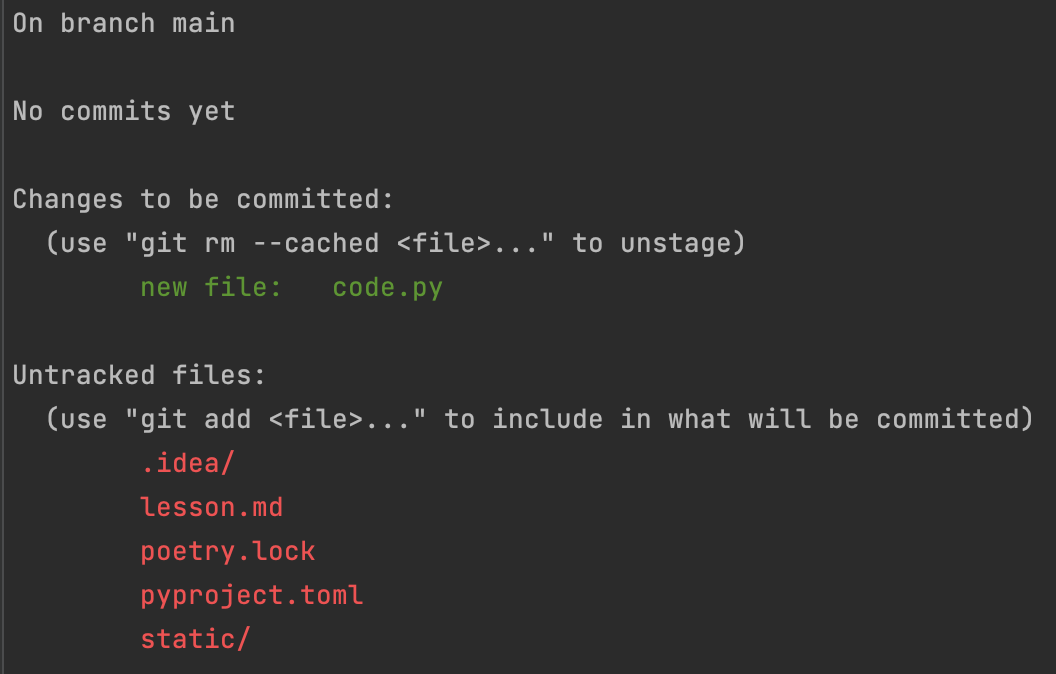 On branch main
No commits yet
Changes to be committed:
(use "git rm --cached <file>..." to unstage)
new file:   code.py
Untracked files:
(use "git add <file>..." to include in what will be committed)
.idea/
lesson.md
poetry.lock
pyproject.toml
static/